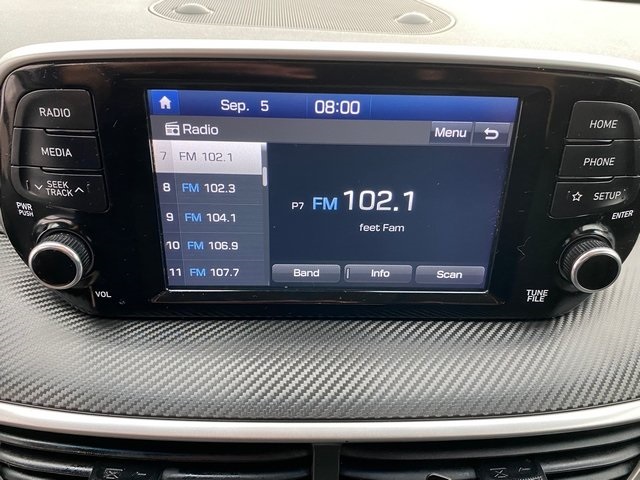 Sep. 5 08:00
Radio Menu
RADIO
MEDIA
SEEK
TRACK
PWR
PUSH
VOL
7 FM 102.1
8 FM 102.3
9 FM 104.1
10 FM 106.9
11 FM 107.7
P7 FM 102.1
feet Fam
Band Info Scan
HOME
PHONE
SETUP
ENTER
TUNE
FILE